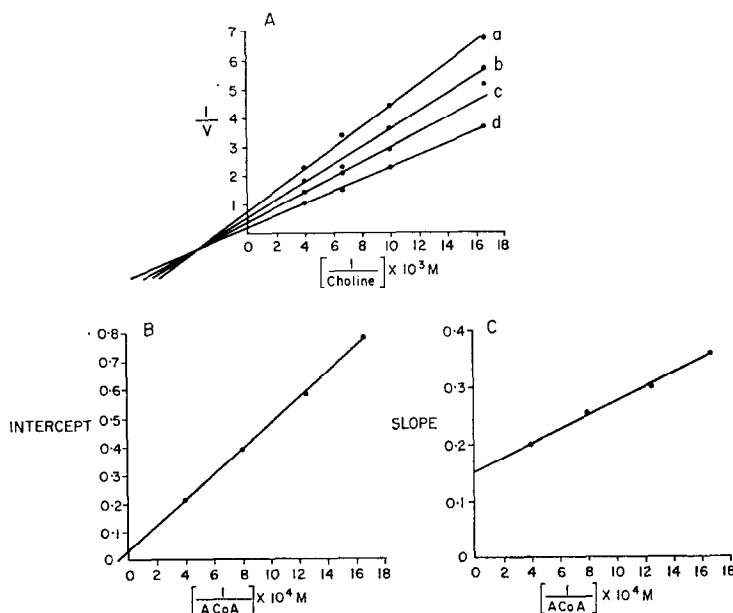 A
7
6
5
4
3
2
1
1
V
a
b
c
d
0 2 4 6 8 10 12 14 16 18
[1/Choline] × 10³ M
B
0·8
0·7
0·6
0·5
0·4
0·3
0·2
0·1
0
INTERCEPT
0 2 4 6 8 10 12 14 16 18
[1/ACoA] × 10⁴ M
C
0·4
0·3
0·2
0·1
0
SLOPE
0 2 4 6 8 10 12 14 16 18
[1/ACoA] × 10⁴ M